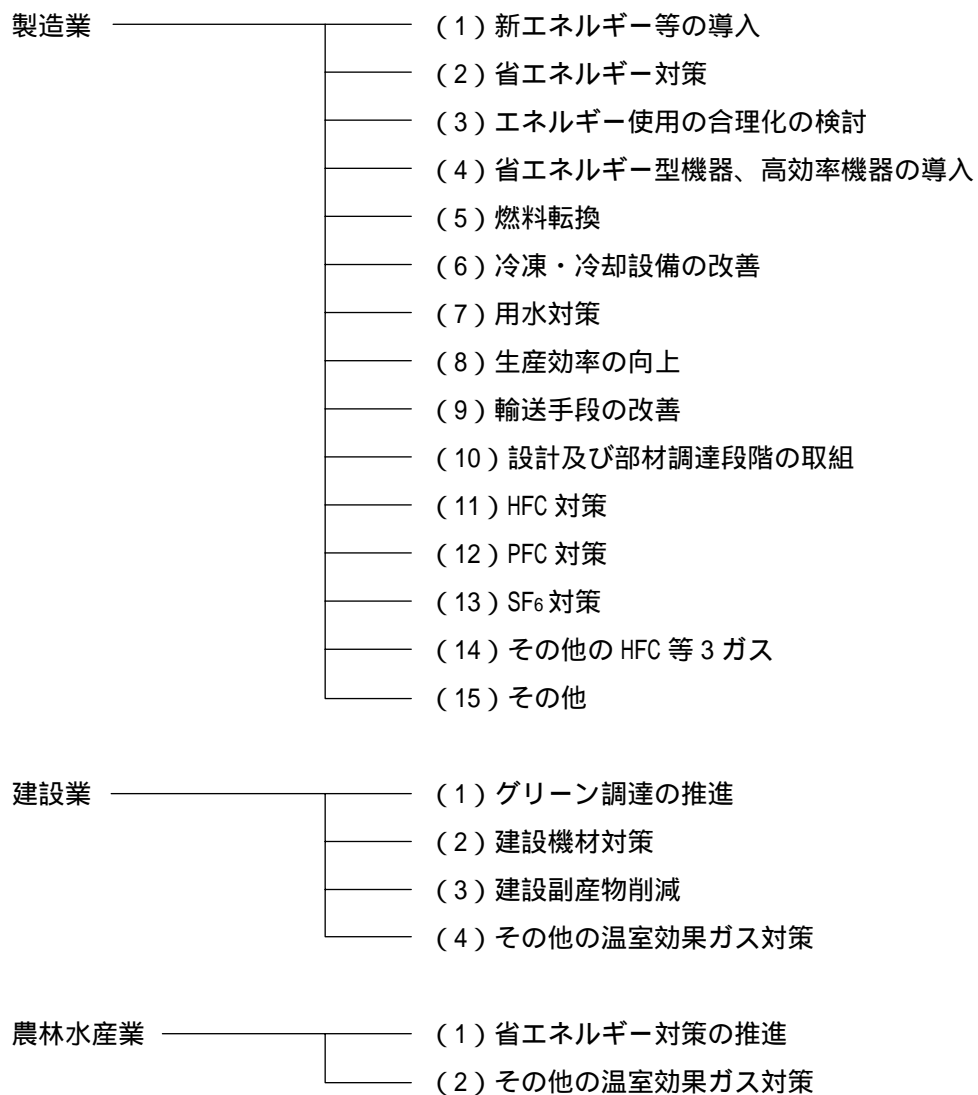 製造業
（1）新エネルギー等の導入
（2）省エネルギー対策
（3）エネルギー使用の合理化の検討
（4）省エネルギー型機器、高効率機器の導入
（5）燃料転換
（6）冷凍・冷却設備の改善
（7）用水対策
（8）生産効率の向上
（9）輸送手段の改善
（10）設計及び部材調達段階の取組
（11）HFC 対策
（12）PFC 対策
（13）SF₆対策
（14）その他の HFC 等 3 ガス
（15）その他
建設業
（1）グリーン調達の推進
（2）建設機材対策
（3）建設副産物削減
（4）その他の温室効果ガス対策
農林水産業
（1）省エネルギー対策の推進
（2）その他の温室効果ガス対策